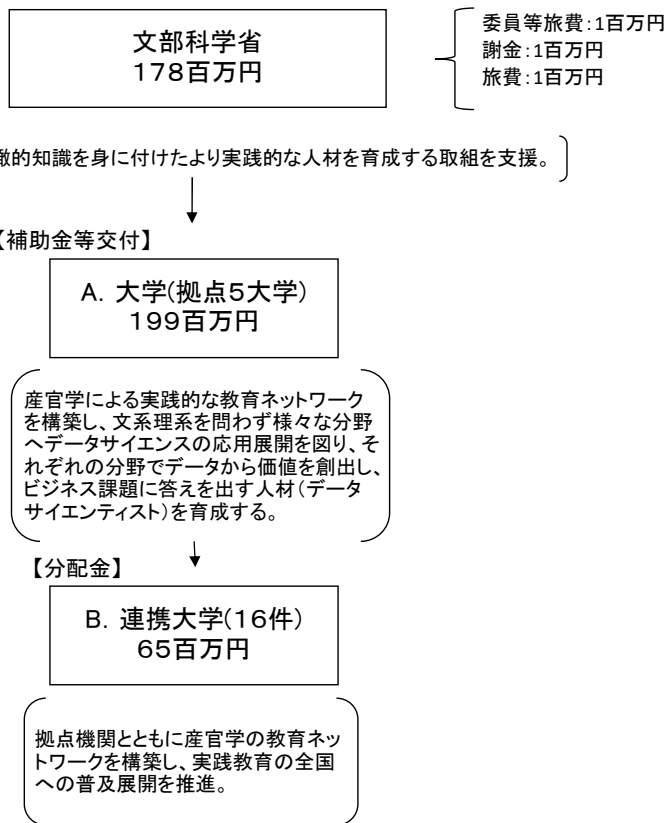 文部科学省
178百万円
委員等旅費:1百万円
謝金:1百万円
旅費:1百万円
瞰的知識を身に付けたより実践的な人材を育成する取組を支援。
【補助金等交付】
A. 大学(拠点5大学)
199百万円
産官学による実践的な教育ネットワーク
を構築し、文系理系を問わず様々な分野
へデータサイエンスの応用展開を図り、そ
れぞれの分野でデータから価値を創出し、
ビジネス課題に答えを出す人材(データ
サイエンティスト)を育成する。
【分配金】
B. 連携大学(16件)
65百万円
拠点機関とともに産官学の教育ネッ
トワークを構築し、実践教育の全国
への普及展開を推進。